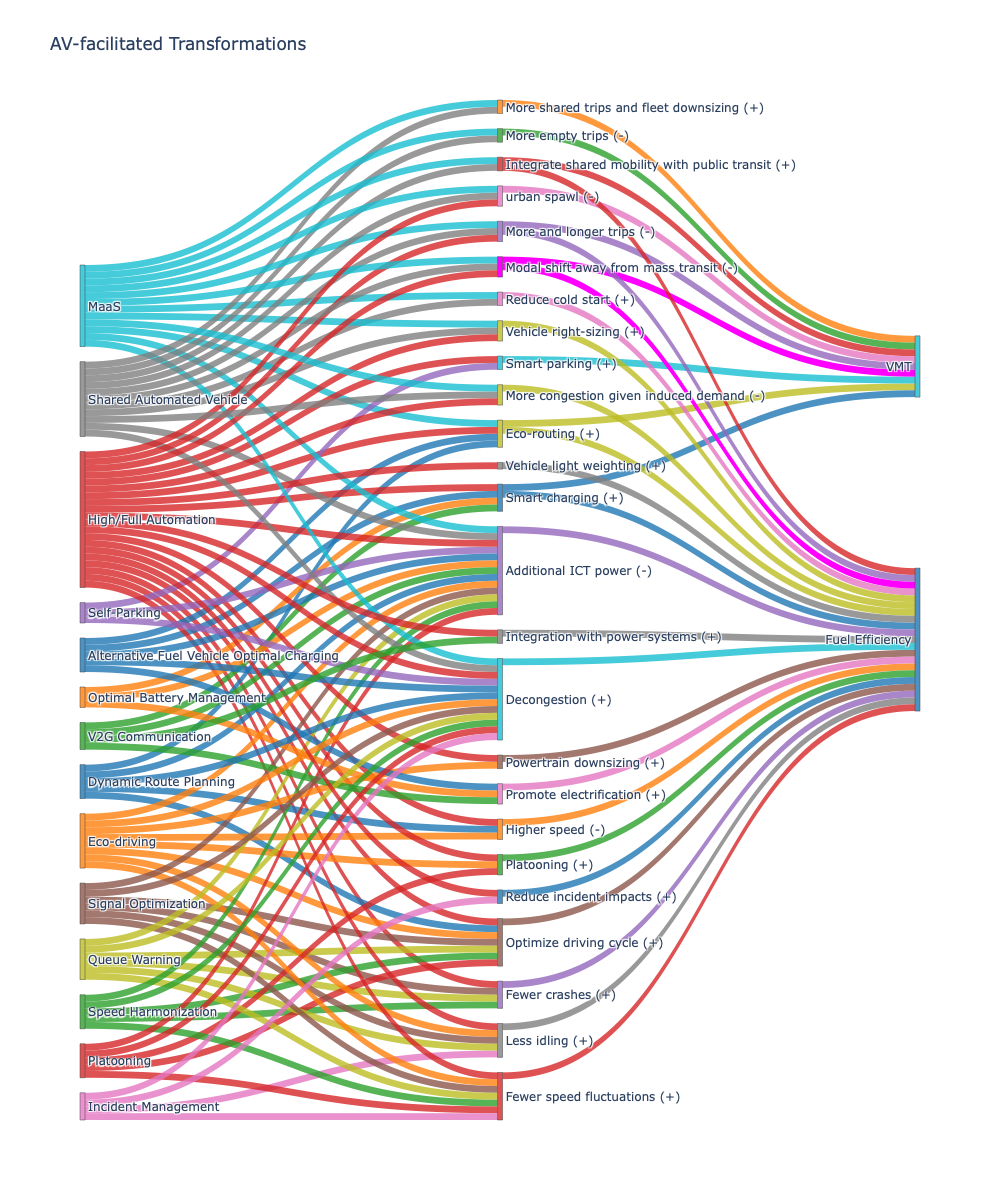 AV-facilitated Transformations
MaaS
Shared Automated Vehicle
High/Full Automation
Self-Parking
Alternative Fuel Vehicle Optimal Charging
Optimal Battery Management
V2G Communication
Dynamic Route Planning
Eco-driving
Signal Optimization
Queue Warning
Speed Harmonization
Platooning
Incident Management
More shared trips and fleet downsizing (+)
More empty trips (-)
Integrate shared mobility with public transit (+)
urban spawl (-)
More and longer trips (-)
Modal shift away from mass transit (-)
Reduce cold start (+)
Vehicle right-sizing (+)
Smart parking (+)
More congestion given induced demand (-)
Eco-routing (+)
Vehicle light weighting (+)
Smart charging (+)
Additional ICT power (-)
Integration with power systems (+)
Decongestion (+)
Powertrain downsizing (+)
Promote electrification (+)
Higher speed (-)
Platooning (+)
Reduce incident impacts (+)
Optimize driving cycle (+)
Fewer crashes (+)
Less idling (+)
Fewer speed fluctuations (+)
VMT
Fuel Efficiency